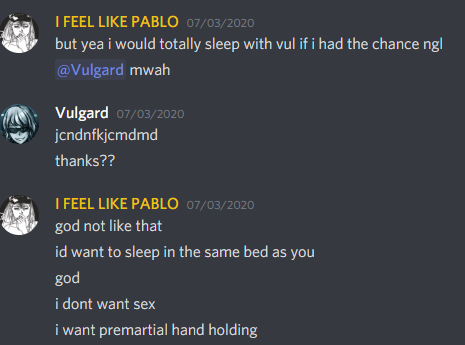 I FEEL LIKE PABLO 07/03/2020
but yea i would totally sleep with vul if i had the chance ngl
@Vulgard mwah
Vulgard 07/03/2020
jcndnfkjcmdmd
thanks??
I FEEL LIKE PABLO 07/03/2020
god not like that
id want to sleep in the same bed as you
god
i dont want sex
i want premartial hand holding